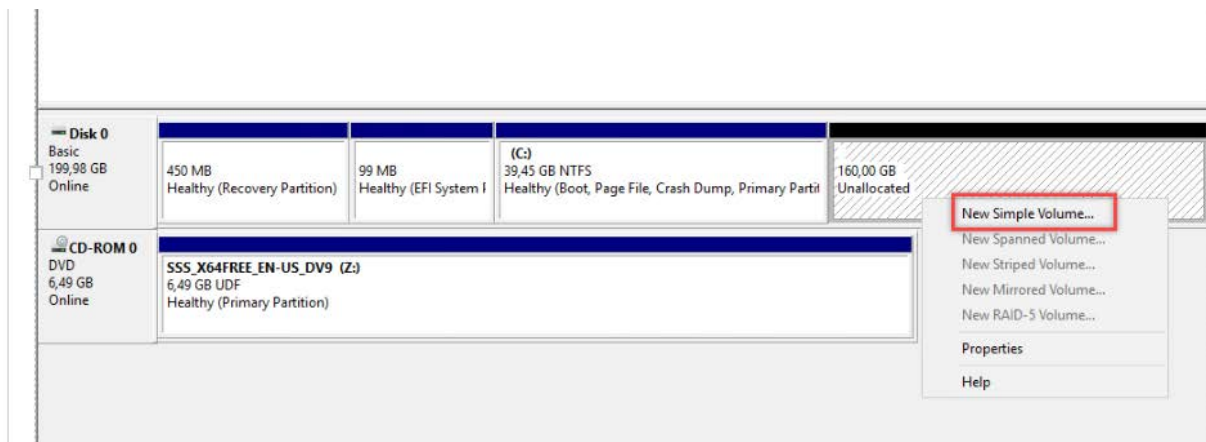 Disk 0
Basic
199,98 GB
Online
450 MB
Healthy (Recovery Partition)
99 MB
Healthy (EFI System
(C:)
39,45 GB NTFS
Healthy (Boot, Page File, Crash Dump, Primary Partit
160,00 GB
Unallocated
New Simple Volume...
New Spanned Volume...
New Striped Volume...
New Mirrored Volume...
New RAID-5 Volume...
Properties
Help
CD-ROM 0
DVD
6,49 GB
Online
SSS_X64FREE_EN-US_DV9 (Z:)
6,49 GB UDF
Healthy (Primary Partition)